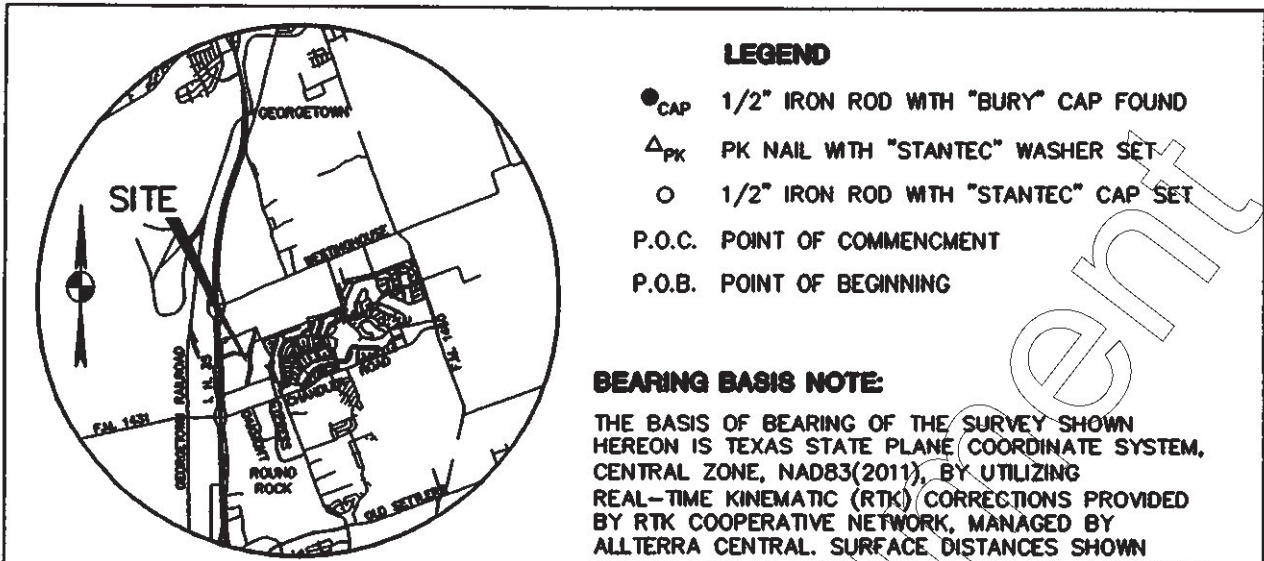 LEGEND
●CAP 1/2" IRON ROD WITH "BURY" CAP FOUND
△PK PK NAIL WITH "STANTEC" WASHER SET
○ 1/2" IRON ROD WITH "STANTEC" CAP SET
P.O.C. POINT OF COMMENCMENT
P.O.B. POINT OF BEGINNING
BEARING BASIS NOTE:
THE BASIS OF BEARING OF THE SURVEY SHOWN
HEREON IS TEXAS STATE PLANE COORDINATE SYSTEM,
CENTRAL ZONE, NAD83(2011), BY UTILIZING
REAL-TIME KINEMATIC (RTK) CORRECTIONS PROVIDED
BY RTK COOPERATIVE NETWORK, MANAGED BY
ALLTERRA CENTRAL. SURFACE DISTANCES SHOWN
GEORGETOWN
SITE
WESTINGHOUSE
GEORGETOWN RAILROAD
I. H. 35
F.M. 1431
CHANDLER
ROAD
F.M. 1460
ROUND
ROCK
OLD SETTLERS
ment